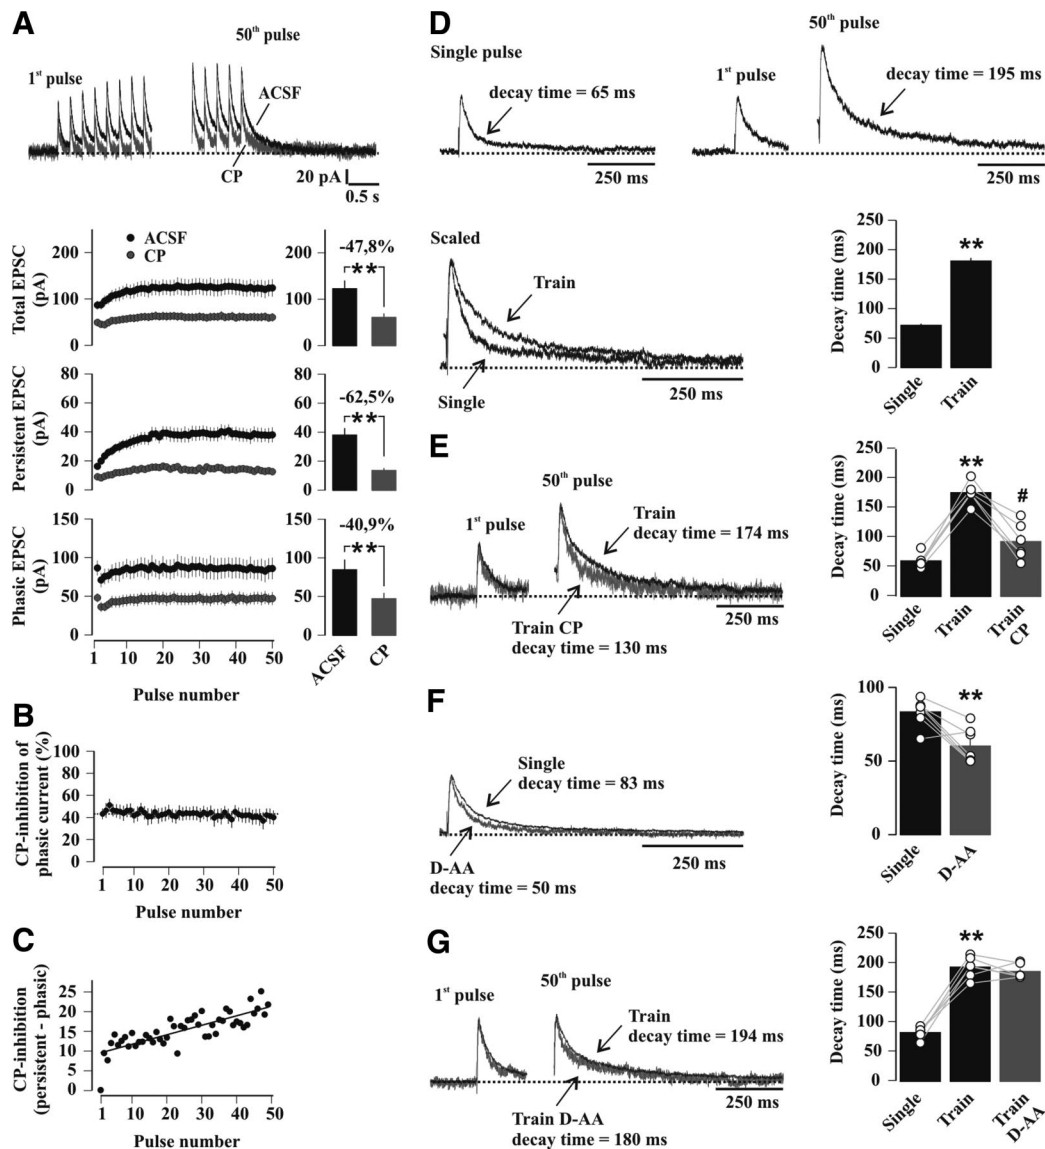 A
50th pulse
1st pulse
ACSF
CP
20 pA
0.5 s
Total EPSC
(pA)
200
100
0
ACSF
CP
200
100
0
-47,8%
**
Persistent EPSC
(pA)
80
60
40
20
0
80
60
40
20
0
-62,5%
**
Phasic EPSC
(pA)
150
100
50
0
150
100
50
0
-40,9%
**
1 10 20 30 40 50
Pulse number
ACSF
CP
B
CP-inhibition of
phasic current (%)
100
80
60
40
20
0
1 10 20 30 40 50
Pulse number
C
CP-inhibition
(persistent - phasic)
25
20
15
10
5
0
1 10 20 30 40 50
Pulse number
D
Single pulse
decay time = 65 ms
250 ms
50th pulse
1st pulse
decay time = 195 ms
250 ms
Scaled
Train
Single
250 ms
Decay time (ms)
250
200
150
100
50
0
**
Single
Train
E
50th pulse
1st pulse
Train
decay time = 174 ms
250 ms
Train CP
decay time = 130 ms
Decay time (ms)
250
200
150
100
50
0
**
#
Single
Train
Train
CP
F
Single
decay time = 83 ms
250 ms
D-AA
decay time = 50 ms
Decay time (ms)
100
50
0
**
Single
D-AA
G
50th pulse
1st pulse
Train
decay time = 194 ms
250 ms
Train D-AA
decay time = 180 ms
Decay time (ms)
250
200
150
100
50
0
**
Single
Train
Train
D-AA